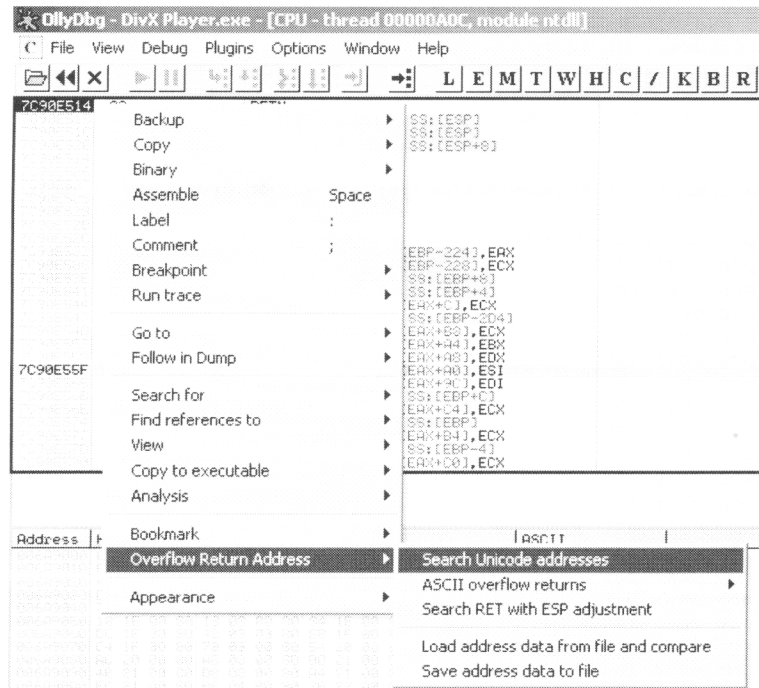 OllyDbg - DivX Player.exe - [CPU - thread 00000A0C, module ntdll]
C File View Debug Plugins Options Window Help
L E M T W H C / K B R
7C90E514 RETN
Backup SS:[ESP]
Copy SS:[ESP]
SS:[ESP+8]
Binary
Assemble Space
Label :
Comment ; [EBP-224],EAX
[EBP-228],ECX
Breakpoint SS:[EBP+8]
SS:[EBP+4]
Run trace [EAX+C],ECX
SS:[EBP-2D4]
Go to [EAX+B8],ECX
[EAX+A4],EBX
Follow in Dump [EAX+A8],EDX
7C90E55F [EAX+A0],ESI
[EAX+9C],EDI
Search for SS:[EBP+C]
[EAX+C4],ECX
Find references to SS:[EBP]
[EAX+B4],ECX
View SS:[EBP-4]
Copy to executable [EAX+C0],ECX
Analysis
Bookmark
Address ASCII
Overflow Return Address Search Unicode addresses
ASCII overflow returns
Appearance Search RET with ESP adjustment
Load address data from file and compare
Save address data to file